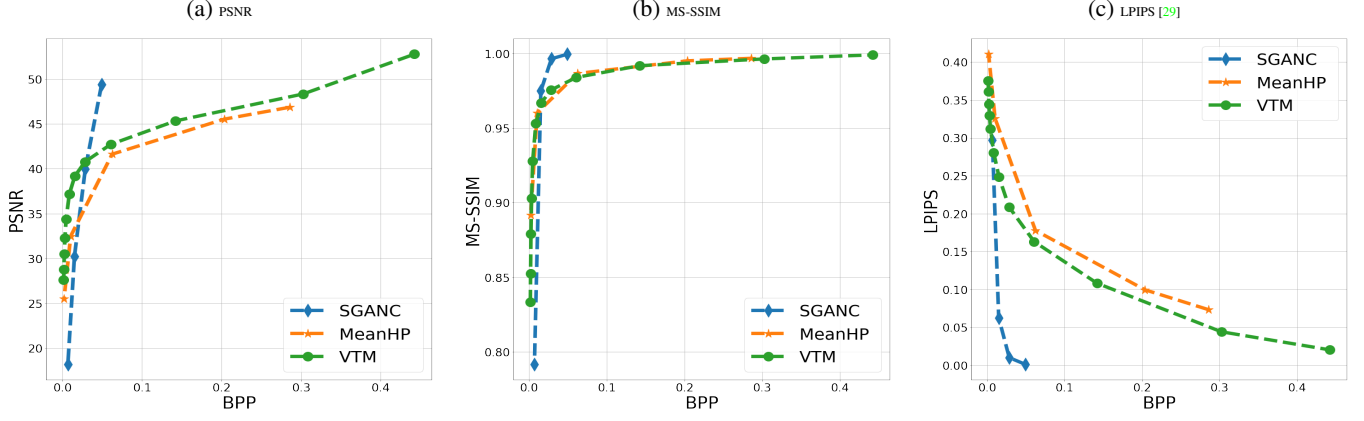 (a) PSNR
(b) MS-SSIM
(c) LPIPS [29]
PSNR
50
45
40
35
30
25
20
0.0 0.1 0.2 0.3 0.4
BPP
SGANC
MeanHP
VTM
MS-SSIM
1.00
0.95
0.90
0.85
0.80
0.0 0.1 0.2 0.3 0.4
BPP
SGANC
MeanHP
VTM
LPIPS
0.40
0.35
0.30
0.25
0.20
0.15
0.10
0.05
0.00
0.0 0.1 0.2 0.3 0.4
BPP
SGANC
MeanHP
VTM